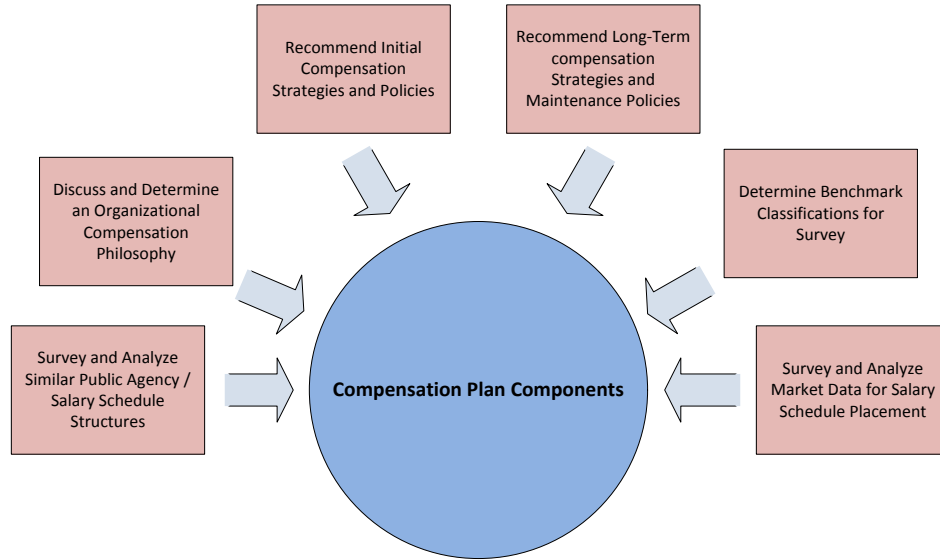 Recommend Initial
Compensation
Strategies and Policies
Recommend Long-Term
compensation
Strategies and
Maintenance Policies
Discuss and Determine
an Organizational
Compensation
Philosophy
Determine Benchmark
Classifications for
Survey
Survey and Analyze
Similar Public Agency /
Salary Schedule
Structures
Compensation Plan Components
Survey and Analyze
Market Data for Salary
Schedule Placement